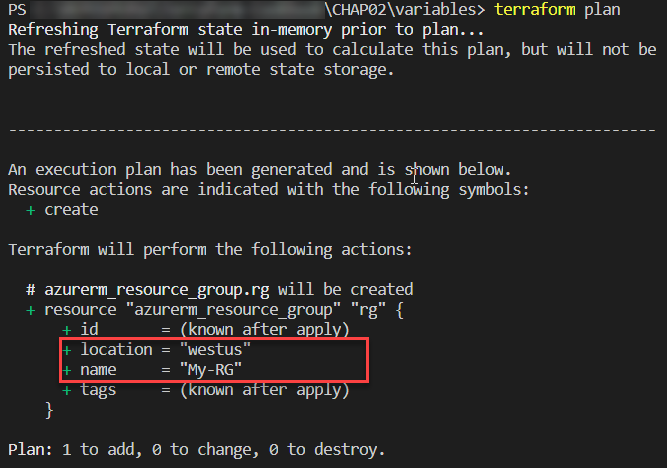 PS \CHAP02\variables> terraform plan
Refreshing Terraform state in-memory prior to plan...
The refreshed state will be used to calculate this plan, but will not be
persisted to local or remote state storage.
------------------------------------------------------------------------
An execution plan has been generated and is shown below.
Resource actions are indicated with the following symbols:
+ create
Terraform will perform the following actions:
# azurerm_resource_group.rg will be created
+ resource "azurerm_resource_group" "rg" {
+ id       = (known after apply)
+ location = "westus"
+ name     = "My-RG"
+ tags     = (known after apply)
}
Plan: 1 to add, 0 to change, 0 to destroy.